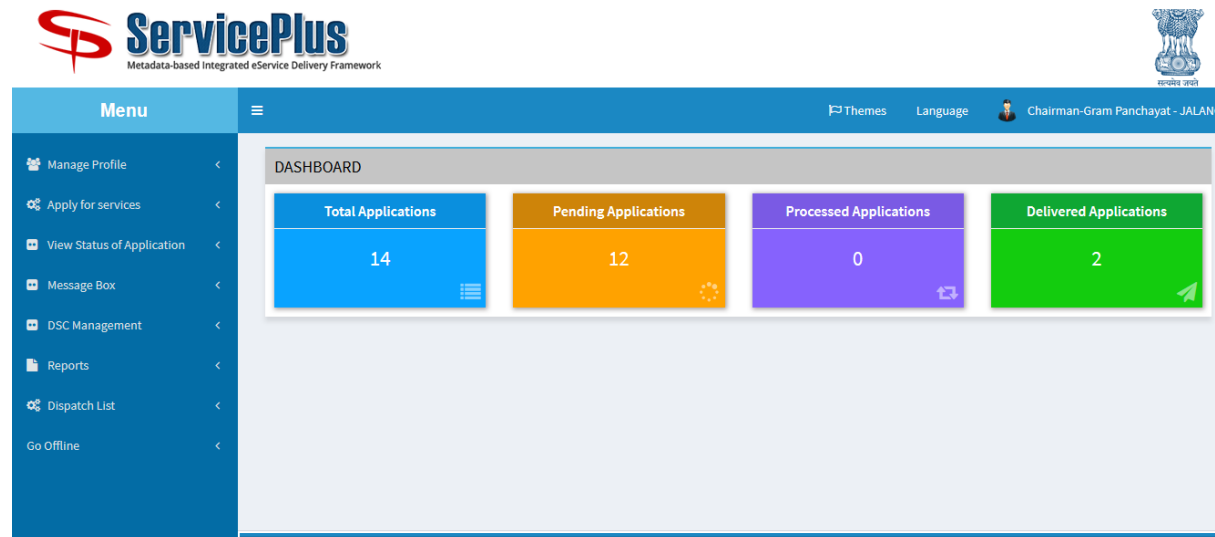 ServicePlus
Metadata-based Integrated eService Delivery Framework
सत्यमेव जयते
Menu
Themes Language Chairman-Gram Panchayat - JALAN
Manage Profile
Apply for services
View Status of Application
Message Box
DSC Management
Reports
Dispatch List
Go Offline
DASHBOARD
Total Applications
14
Pending Applications
12
Processed Applications
0
Delivered Applications
2